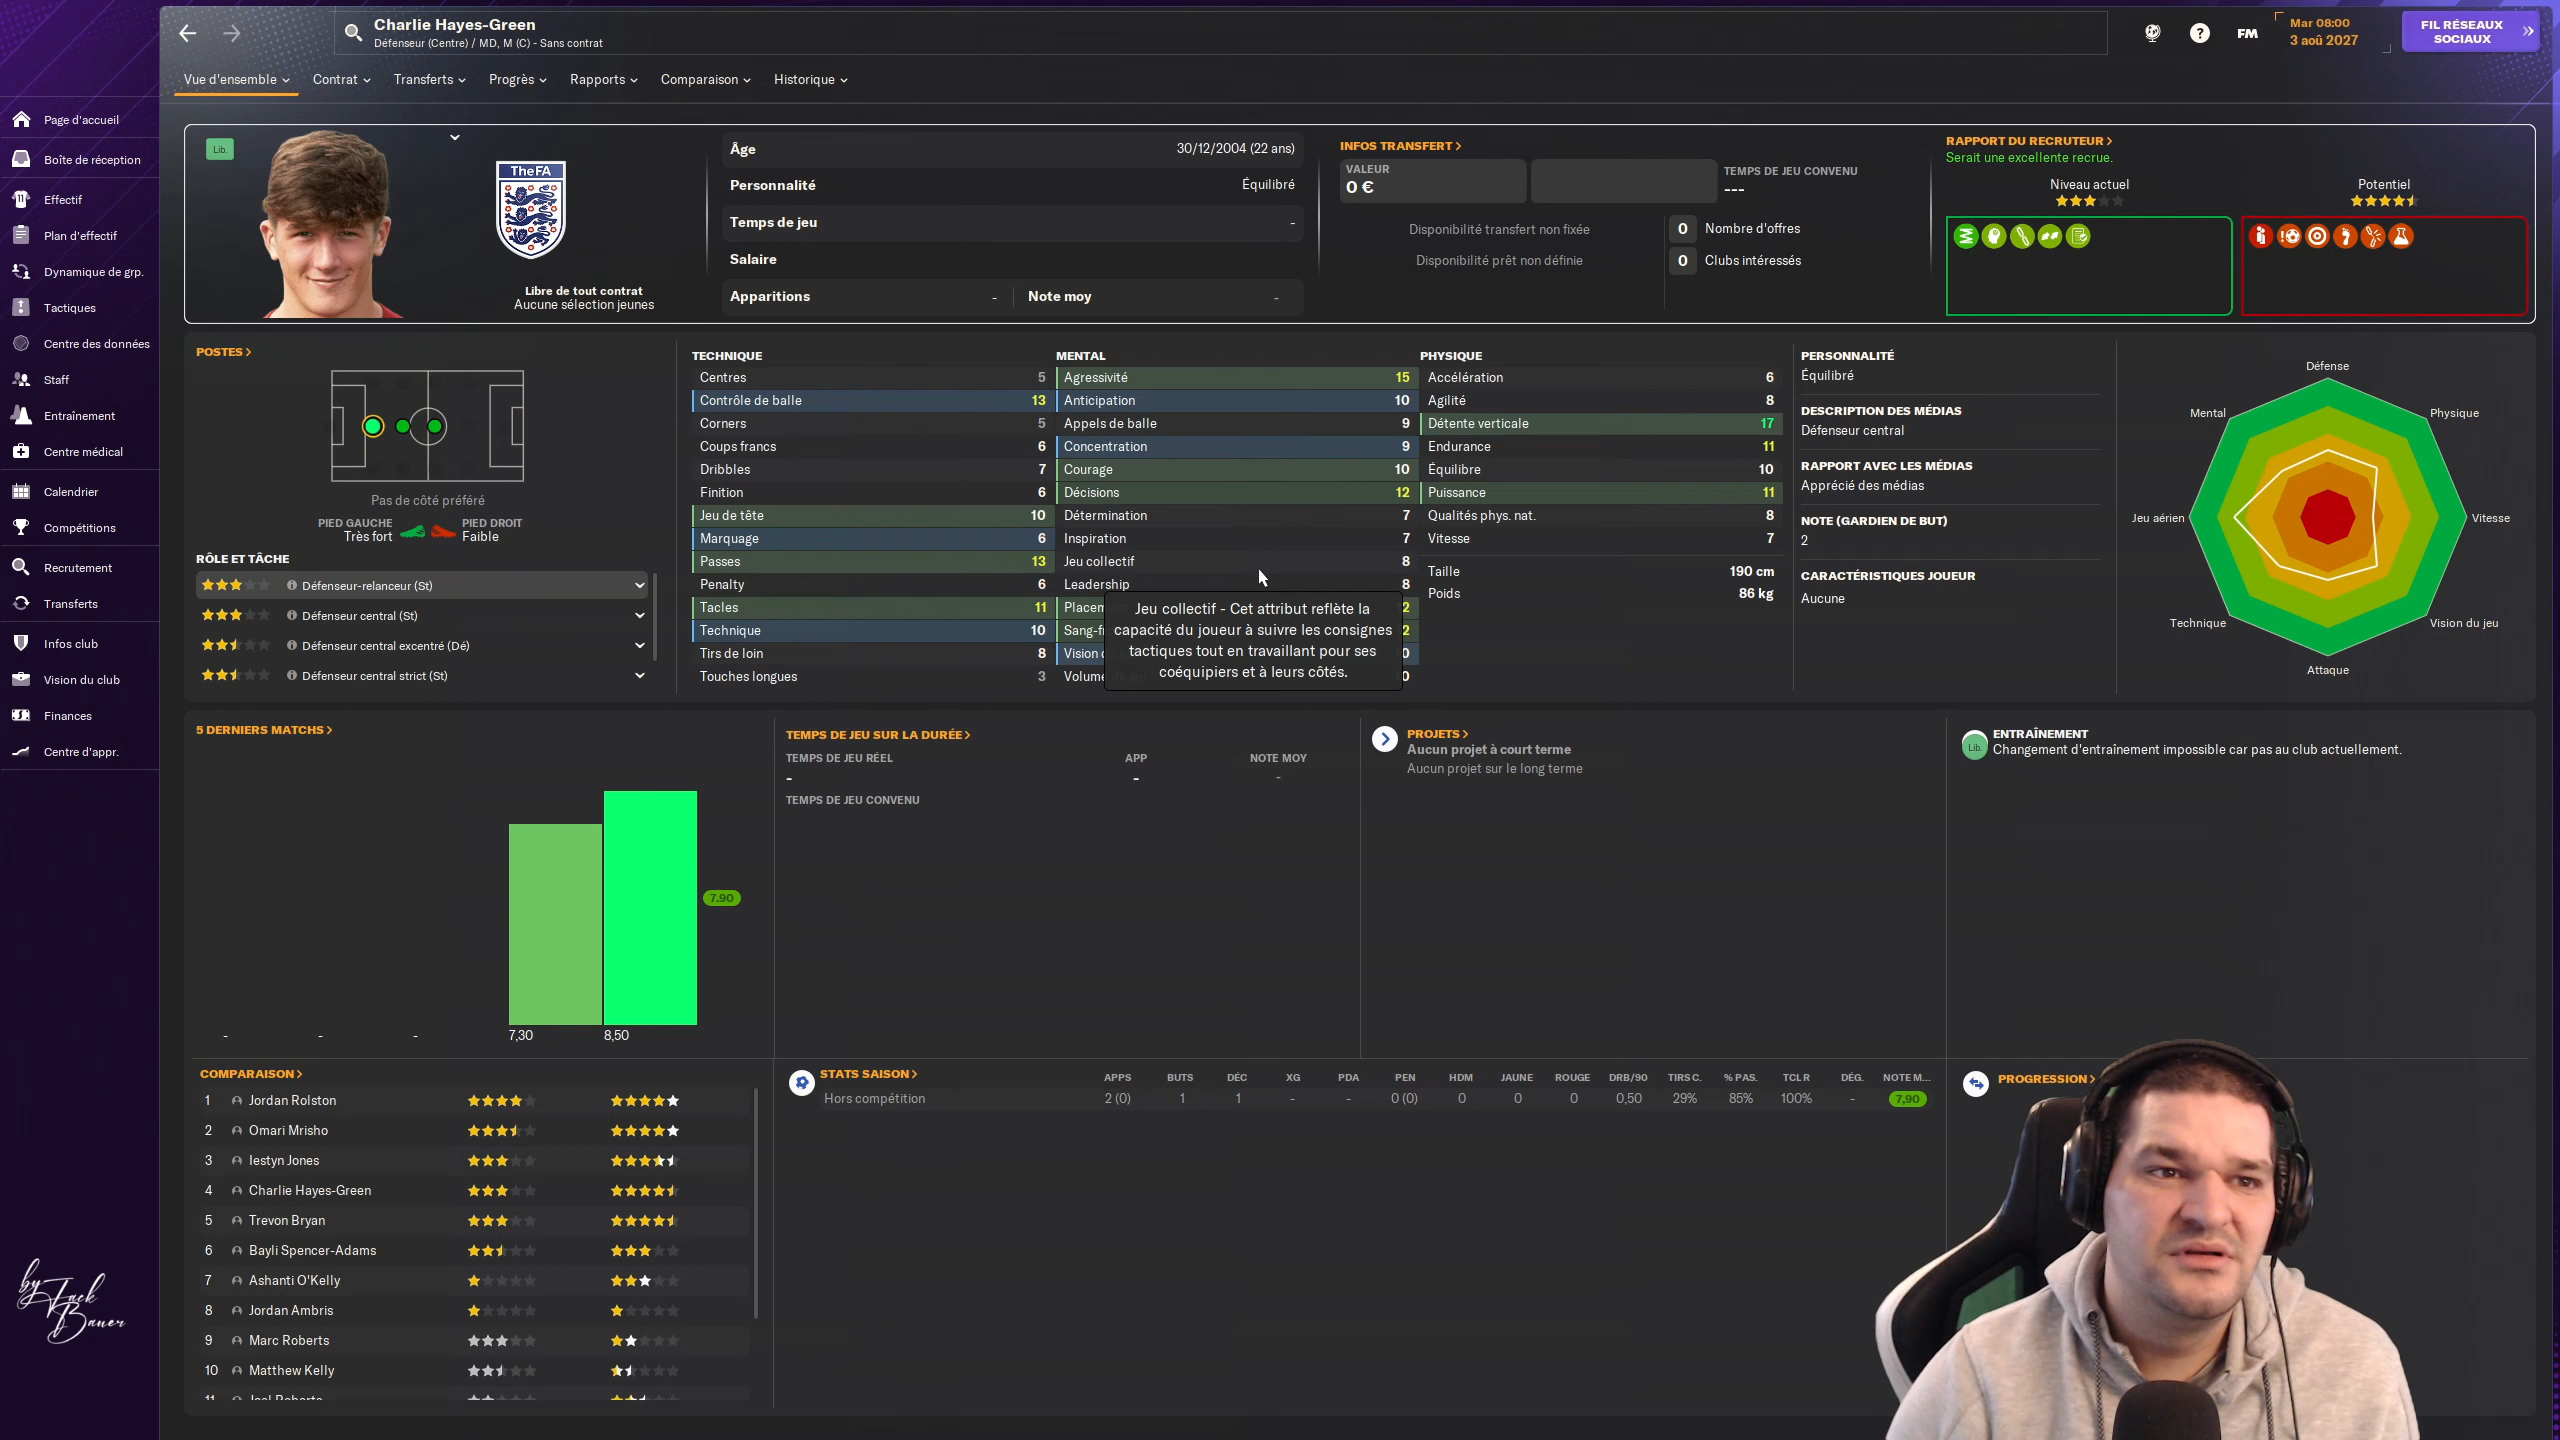 Charlie Hayes-Green
Défenseur (Centre) / MD, M (C) - Sans contrat
FM
Mar 08:00
3 aoû 2027
FIL RÉSEAUX
SOCIAUX
Vue d'ensemble
Contrat
Transferts
Progrès
Rapports
Comparaison
Historique
Page d'accueil
Boîte de réception
Effectif
Plan d'effectif
Dynamique de grp.
Tactiques
Centre des données
Staff
Entraînement
Centre médical
Calendrier
Compétitions
Recrutement
Transferts
Infos club
Vision du club
Finances
Centre d'appr.
by Jack
Bauer
Lib.
TheFA
Libre de tout contrat
Aucune sélection jeunes
Âge 30/12/2004 (22 ans)
Personnalité Équilibré
Temps de jeu -
Salaire
Apparitions - Note moy -
INFOS TRANSFERT
VALEUR
0 €
TEMPS DE JEU CONVENU
---
Disponibilité transfert non fixée
Disponibilité prêt non définie
0 Nombre d'offres
0 Clubs intéressés
RAPPORT DU RECRUTEUR
Serait une excellente recrue.
Niveau actuel
Potentiel
POSTES
Pas de côté préféré
PIED GAUCHE
Très fort
PIED DROIT
Faible
RÔLE ET TÂCHE
Défenseur-relanceur (St)
Défenseur central (St)
Défenseur central excentré (Dé)
Défenseur central strict (St)
TECHNIQUE
Centres 5
Contrôle de balle 13
Corners 5
Coups francs 6
Dribbles 7
Finition 6
Jeu de tête 10
Marquage 6
Passes 13
Penalty 6
Tacles 11
Technique 10
Tirs de loin 8
Touches longues 3
MENTAL
Agressivité 15
Anticipation 10
Appels de balle 9
Concentration 9
Courage 10
Décisions 12
Détermination 7
Inspiration 7
Jeu collectif 8
Leadership 8
Jeu collectif - Cet attribut reflète la
capacité du joueur à suivre les consignes
tactiques tout en travaillant pour ses
coéquipiers et à leurs côtés.
PHYSIQUE
Accélération 6
Agilité 8
Détente verticale 17
Endurance 11
Équilibre 10
Puissance 11
Qualités phys. nat. 8
Vitesse 7
Taille 190 cm
Poids 86 kg
PERSONNALITÉ
Équilibré
DESCRIPTION DES MÉDIAS
Défenseur central
RAPPORT AVEC LES MÉDIAS
Apprécié des médias
NOTE (GARDIEN DE BUT)
2
CARACTÉRISTIQUES JOUEUR
Aucune
Défense
Mental
Physique
Jeu aérien
Vitesse
Technique
Vision du jeu
Attaque
5 DERNIERS MATCHS
7.90
- - - 7,30 8,50
TEMPS DE JEU SUR LA DURÉE
TEMPS DE JEU RÉEL APP NOTE MOY
- - -
TEMPS DE JEU CONVENU
PROJETS
Aucun projet à court terme
Aucun projet sur le long terme
Lib.
ENTRAÎNEMENT
Changement d'entraînement impossible car pas au club actuellement.
COMPARAISON
1 Jordan Rolston
2 Omari Mrisho
3 Iestyn Jones
4 Charlie Hayes-Green
5 Trevon Bryan
6 Bayli Spencer-Adams
7 Ashanti O'Kelly
8 Jordan Ambris
9 Marc Roberts
10 Matthew Kelly
STATS SAISON APPS BUTS DÉC XG PDA PEN HDM JAUNE ROUGE DRB/90 TIRS C. % PAS. TCL R DÉG. NOTE M...
Hors compétition 2 (0) 1 1 - - 0 (0) 0 0 0 0,50 29% 85% 100% - 7,90
PROGRESSION